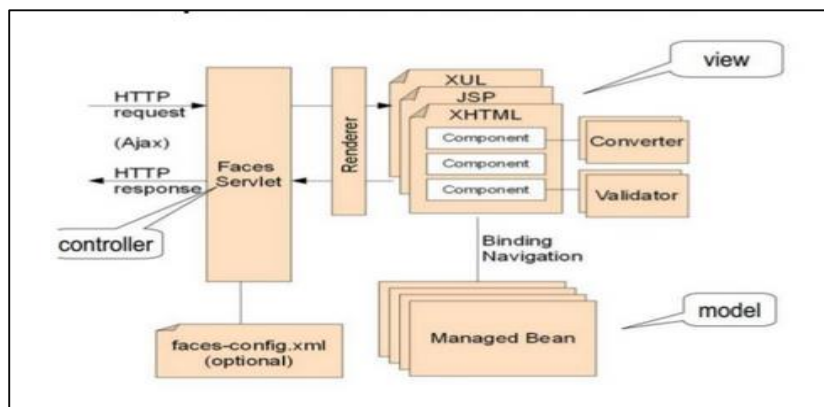 view
XUL
JSP
XHTML
HTTP
request
(Ajax)
HTTP
response
Faces
Servlet
Renderer
Component
Component
Component
Converter
Validator
controller
Binding
Navigation
model
faces-config.xml
(optional)
Managed Bean